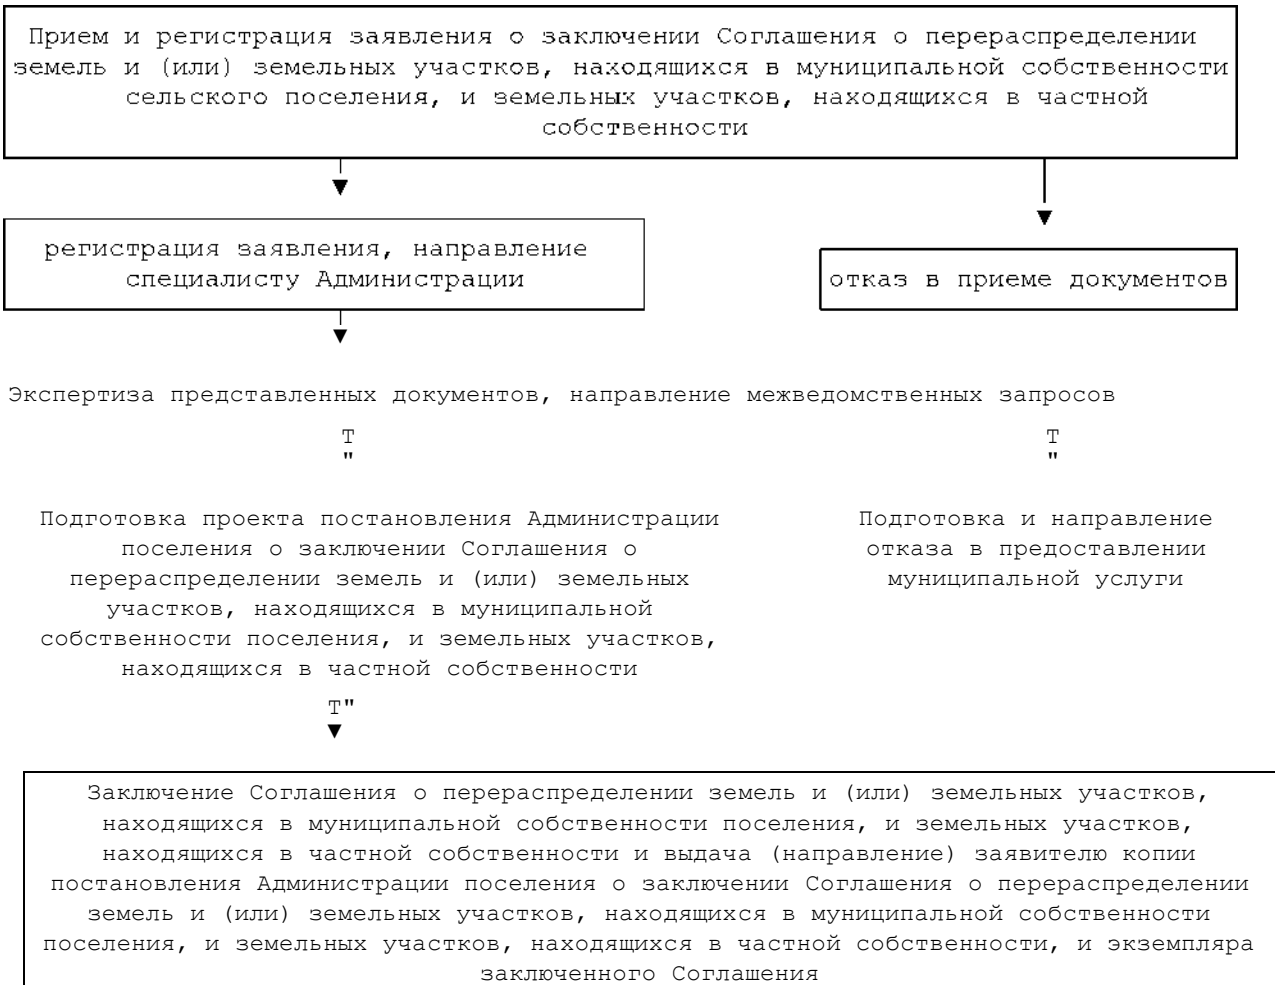 Прием и регистрация заявления о заключении Соглашения о перераспределении
земель и (или) земельных участков, находящихся в муниципальной собственности
сельского поселения, и земельных участков, находящихся в частной
собственности
регистрация заявления, направление
специалисту Администрации
отказ в приеме документов
Экспертиза представленных документов, направление межведомственных запросов
Т Т
" "
Подготовка проекта постановления Администрации
поселения о заключении Соглашения о
перераспределении земель и (или) земельных
участков, находящихся в муниципальной
собственности поселения, и земельных участков,
находящихся в частной собственности
Подготовка и направление
отказа в предоставлении
муниципальной услуги
Т"
Заключение Соглашения о перераспределении земель и (или) земельных участков,
находящихся в муниципальной собственности поселения, и земельных участков,
находящихся в частной собственности и выдача (направление) заявителю копии
постановления Администрации поселения о заключении Соглашения о перераспределении
земель и (или) земельных участков, находящихся в муниципальной собственности
поселения, и земельных участков, находящихся в частной собственности, и экземпляра
заключенного Соглашения